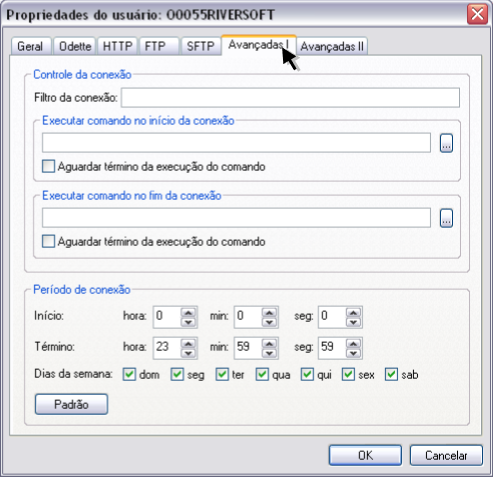 Propriedades do usuário: O0055RIVERSOFT
Geral Odette HTTP FTP SFTP Avançadas I Avançadas II
Controle da conexão
Filtro da conexão:
Executar comando no início da conexão
...
Aguardar término da execução do comando
Executar comando no fim da conexão
...
Aguardar término da execução do comando
Período de conexão
Início: hora: 0 min: 0 seg: 0
Término: hora: 23 min: 59 seg: 59
Dias da semana: dom seg ter qua qui sex sab
Padrão
OK Cancelar